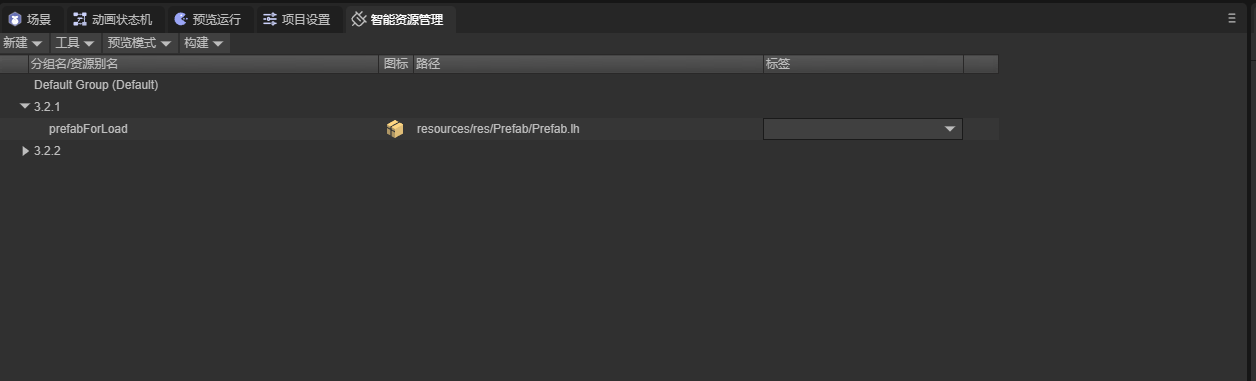 场景 动画状态机 预览运行 项目设置 智能资源管理
新建 工具 预览模式 构建
分组名/资源别名 图标 路径 标签
Default Group (Default)
3.2.1
prefabForLoad resources/res/Prefab/Prefab.lh
3.2.2